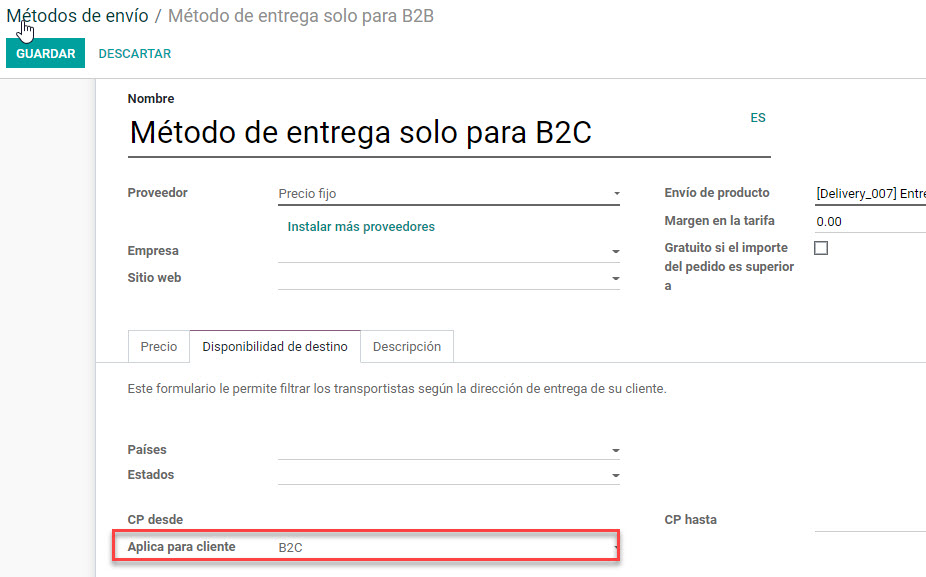 Métodos de envío / Método de entrega solo para B2B
GUARDAR DESCARTAR
Nombre
Método de entrega solo para B2C ES
Proveedor Precio fijo Envío de producto [Delivery_007] Entre
Instalar más proveedores Margen en la tarifa 0.00
Empresa Gratuito si el importe
Sitio web del pedido es superior
a
Precio Disponibilidad de destino Descripción
Este formulario le permite filtrar los transportistas según la dirección de entrega de su cliente.
Países
Estados
CP desde CP hasta
Aplica para cliente B2C